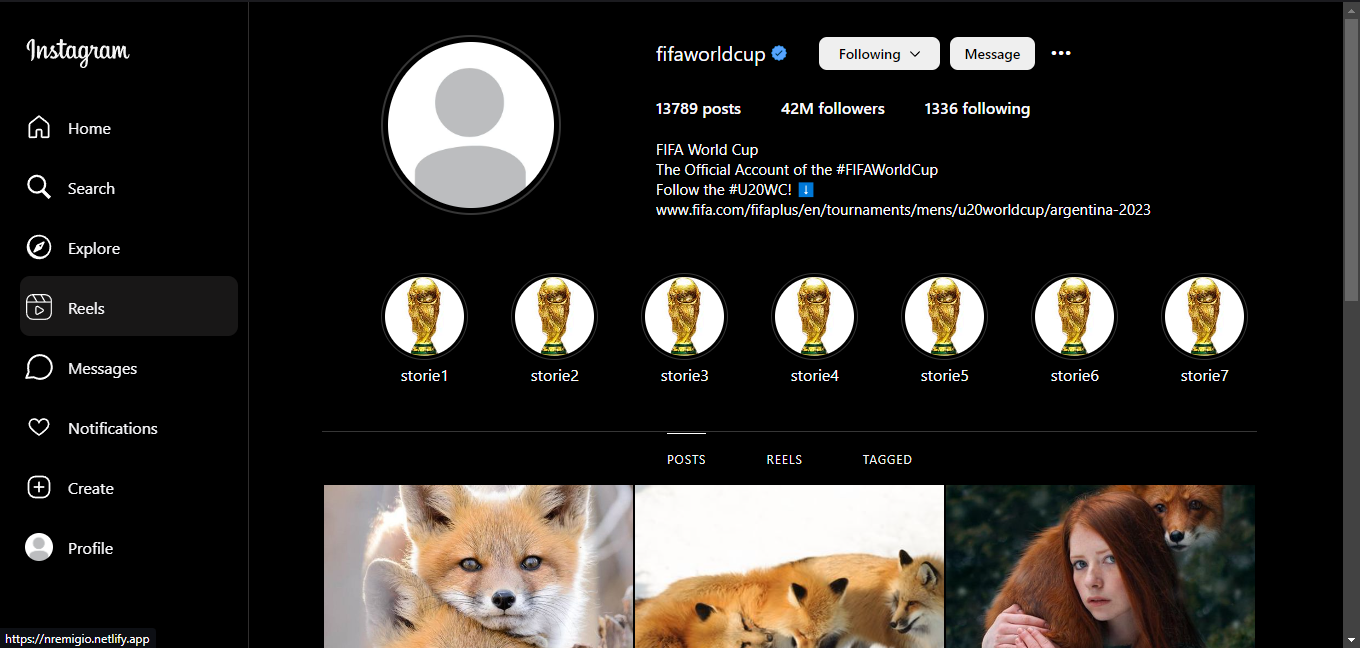 Instagram
Home
Search
Explore
Reels
Messages
Notifications
Create
Profile
fifaworldcup
Following
Message
13789 posts
42M followers
1336 following
FIFA World Cup
The Official Account of the #FIFAWorldCup
Follow the #U20WC! ⬇️
www.fifa.com/fifaplus/en/tournaments/mens/u20worldcup/argentina-2023
storie1
storie2
storie3
storie4
storie5
storie6
storie7
POSTS
REELS
TAGGED
https://nremigio.netlify.app